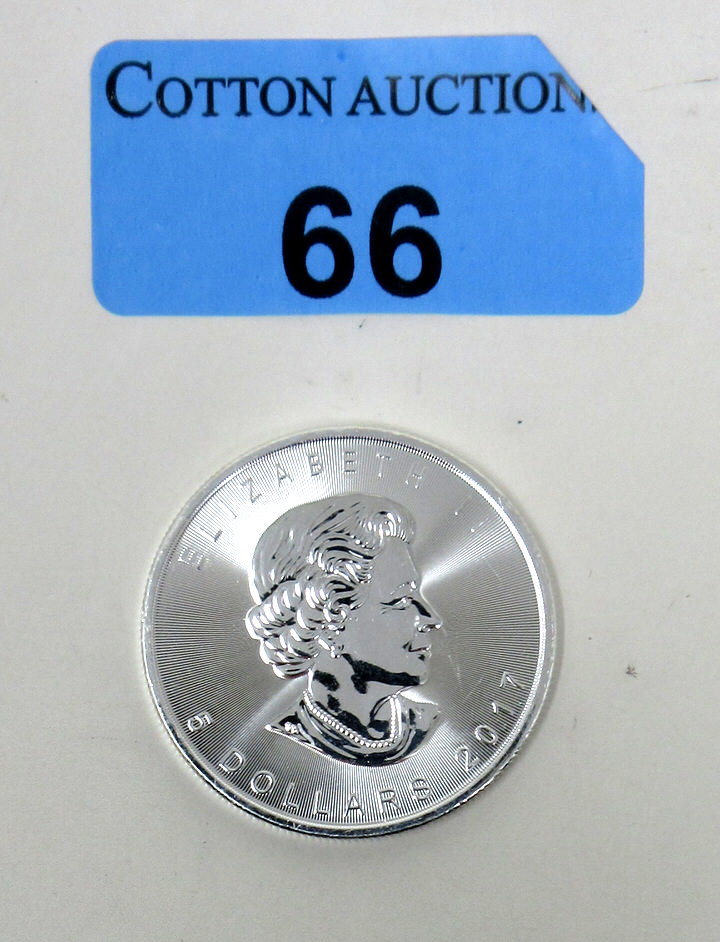 COTTON AUCTION
66
ELIZABETH II
5 DOLLARS 2017